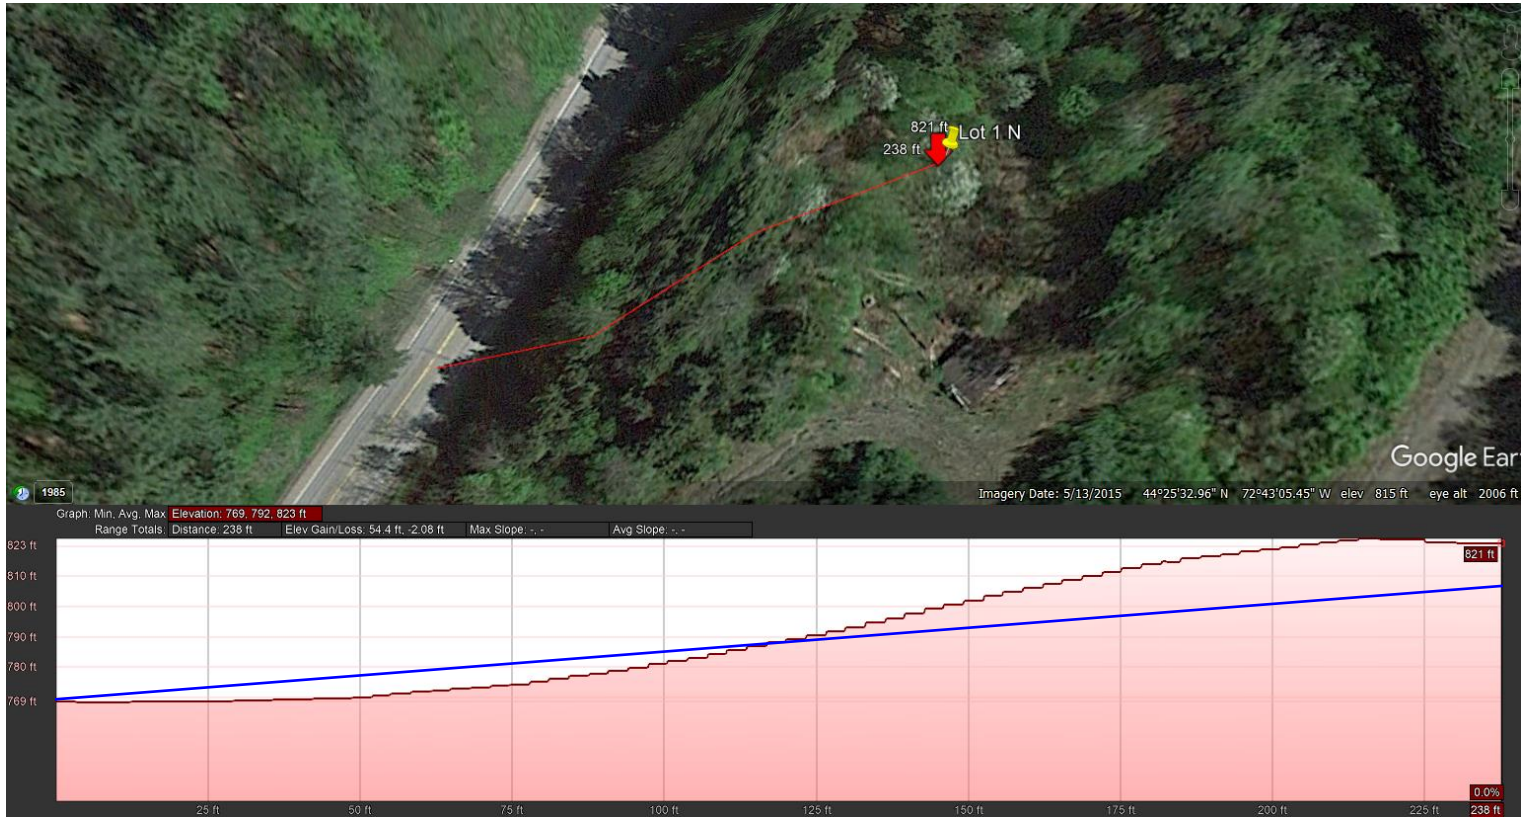 821 ft
Lot 1 N
238 ft
Google Ear
1985
Imagery Date: 5/13/2015 44°25'32.96" N 72°43'05.45" W elev 815 ft eye alt 2006 ft
Graph: Min, Avg, Max Elevation: 769, 792, 823 ft
Range Totals: Distance: 238 ft Elev Gain/Loss: 54.4 ft, -2.08 ft Max Slope: -, - Avg Slope: -, -
823 ft
821 ft
810 ft
800 ft
790 ft
780 ft
769 ft
0.0%
25 ft 50 ft 75 ft 100 ft 125 ft 150 ft 175 ft 200 ft 225 ft 238 ft